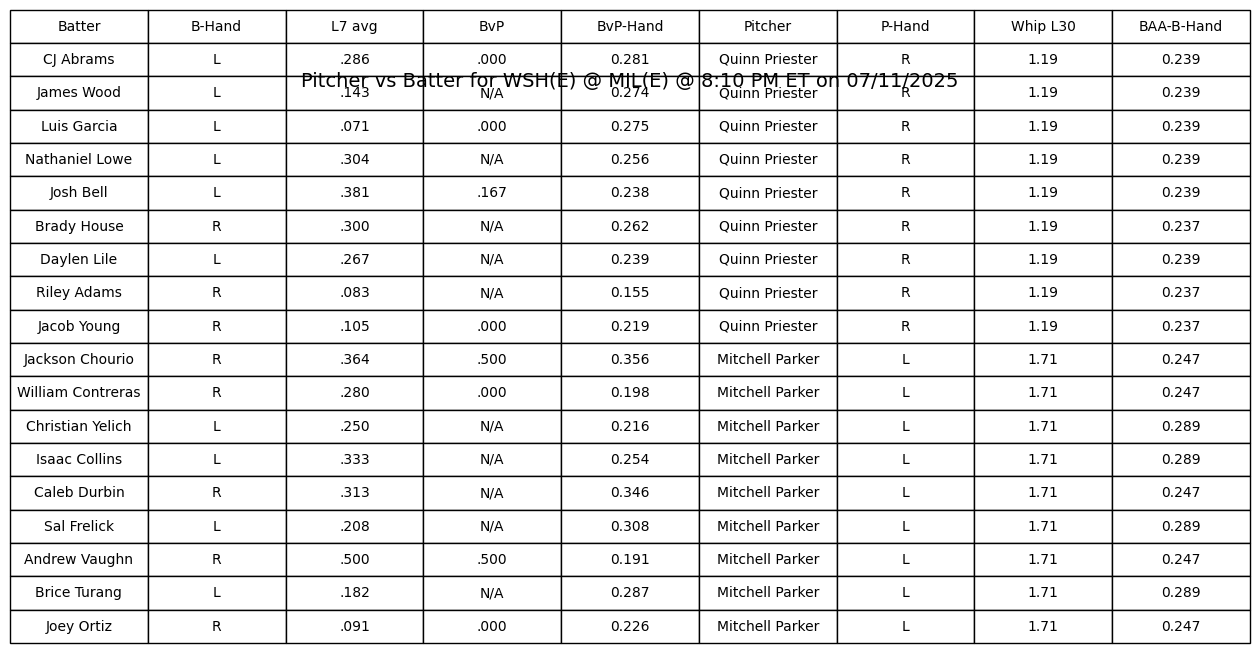 Batter B-Hand L7 avg BvP BvP-Hand Pitcher P-Hand Whip L30 BAA-B-Hand
CJ Abrams L .286 .000 0.281 Quinn Priester R 1.19 0.239
Pitcher vs Batter for WSH(E) @ MIL(E) @ 8:10 PM ET on 07/11/2025
James Wood L .143 N/A 0.274 Quinn Priester R 1.19 0.239
Luis Garcia L .071 .000 0.275 Quinn Priester R 1.19 0.239
Nathaniel Lowe L .304 N/A 0.256 Quinn Priester R 1.19 0.239
Josh Bell L .381 .167 0.238 Quinn Priester R 1.19 0.239
Brady House R .300 N/A 0.262 Quinn Priester R 1.19 0.237
Daylen Lile L .267 N/A 0.239 Quinn Priester R 1.19 0.239
Riley Adams R .083 N/A 0.155 Quinn Priester R 1.19 0.237
Jacob Young R .105 .000 0.219 Quinn Priester R 1.19 0.237
Jackson Chourio R .364 .500 0.356 Mitchell Parker L 1.71 0.247
William Contreras R .280 .000 0.198 Mitchell Parker L 1.71 0.247
Christian Yelich L .250 N/A 0.216 Mitchell Parker L 1.71 0.289
Isaac Collins L .333 N/A 0.254 Mitchell Parker L 1.71 0.289
Caleb Durbin R .313 N/A 0.346 Mitchell Parker L 1.71 0.247
Sal Frelick L .208 N/A 0.308 Mitchell Parker L 1.71 0.289
Andrew Vaughn R .500 .500 0.191 Mitchell Parker L 1.71 0.247
Brice Turang L .182 N/A 0.287 Mitchell Parker L 1.71 0.289
Joey Ortiz R .091 .000 0.226 Mitchell Parker L 1.71 0.247